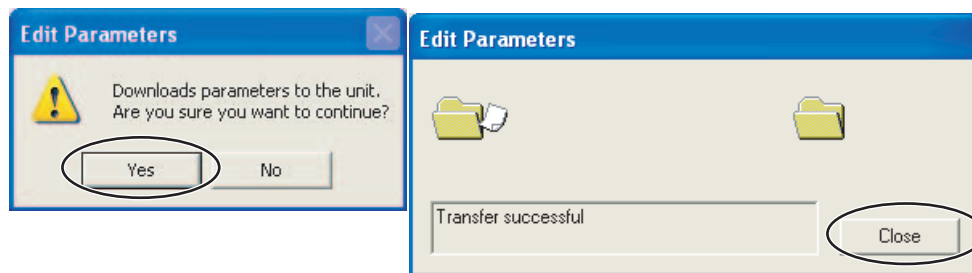 Edit Parameters
Downloads parameters to the unit.
Are you sure you want to continue?
Yes
No
Edit Parameters
Transfer successful
Close